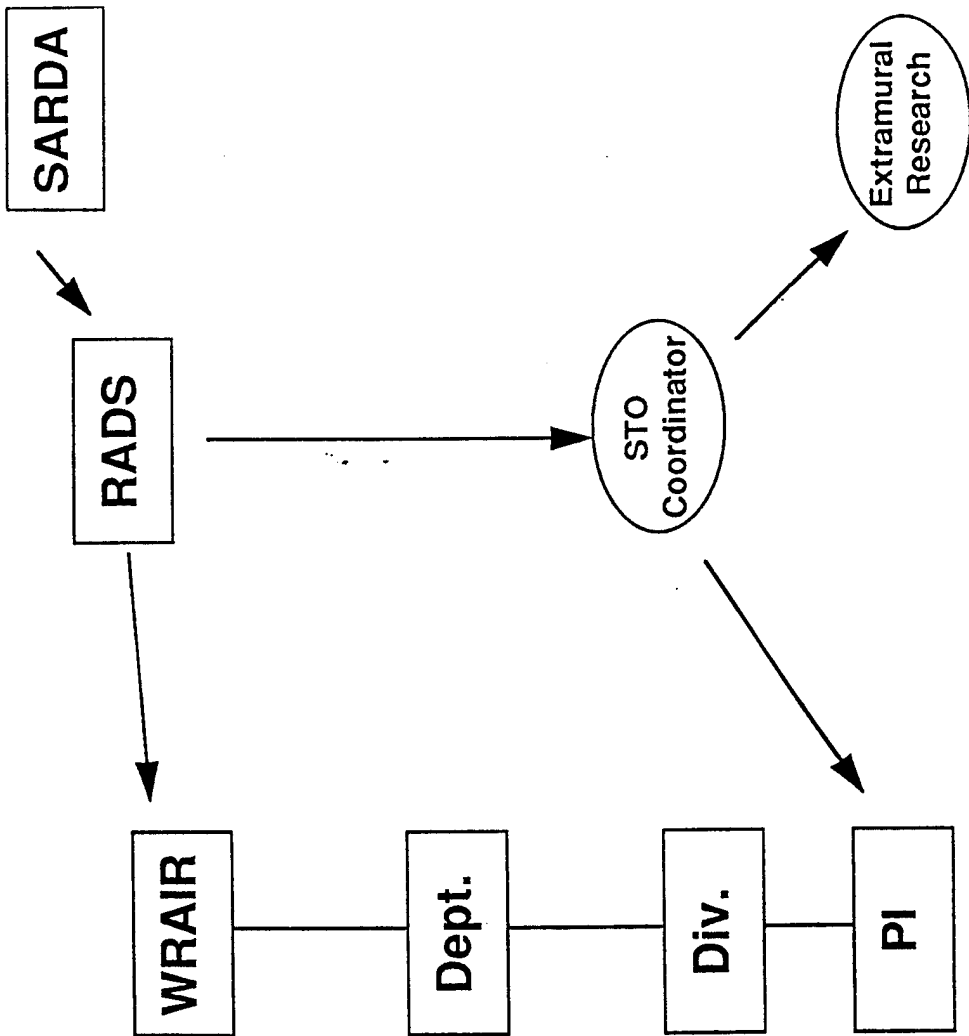 SARDA
RADS
WRAIR
Dept.
Div.
PI
STO
Coordinator
Extramural
Research